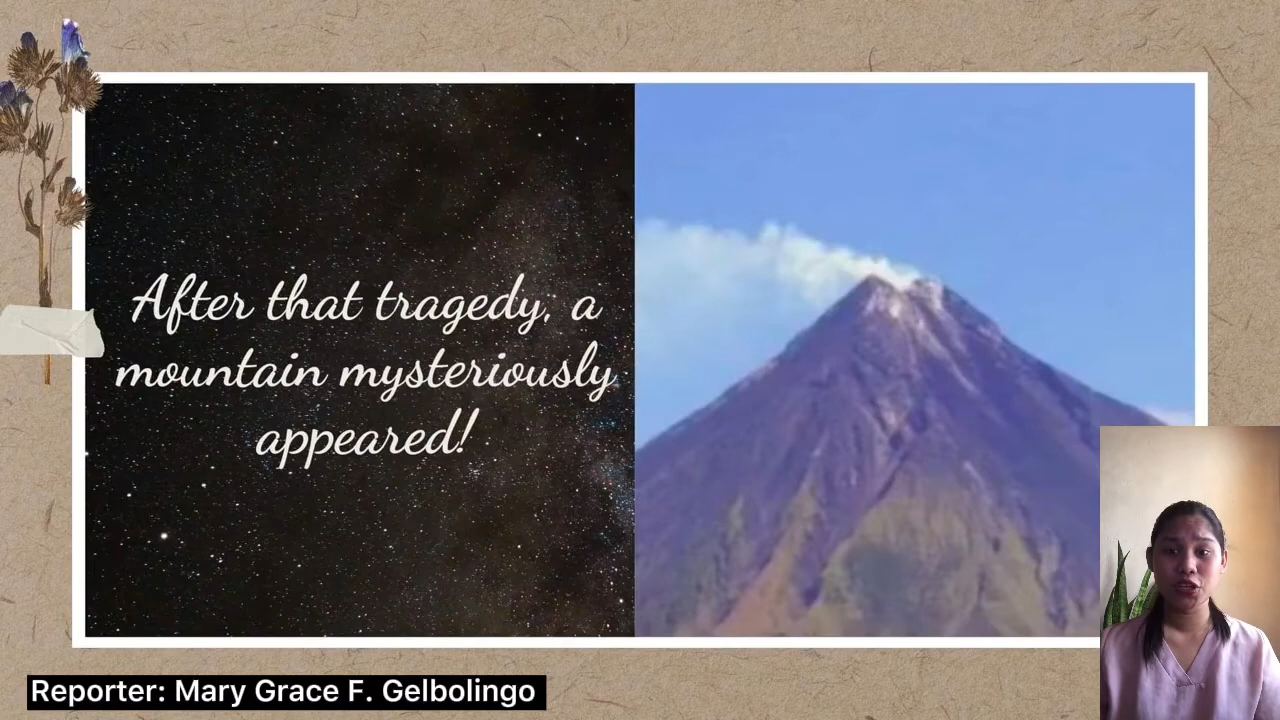 After that tragedy, a
mountain mysteriously
appeared!
Reporter: Mary Grace F. Gelbolingo